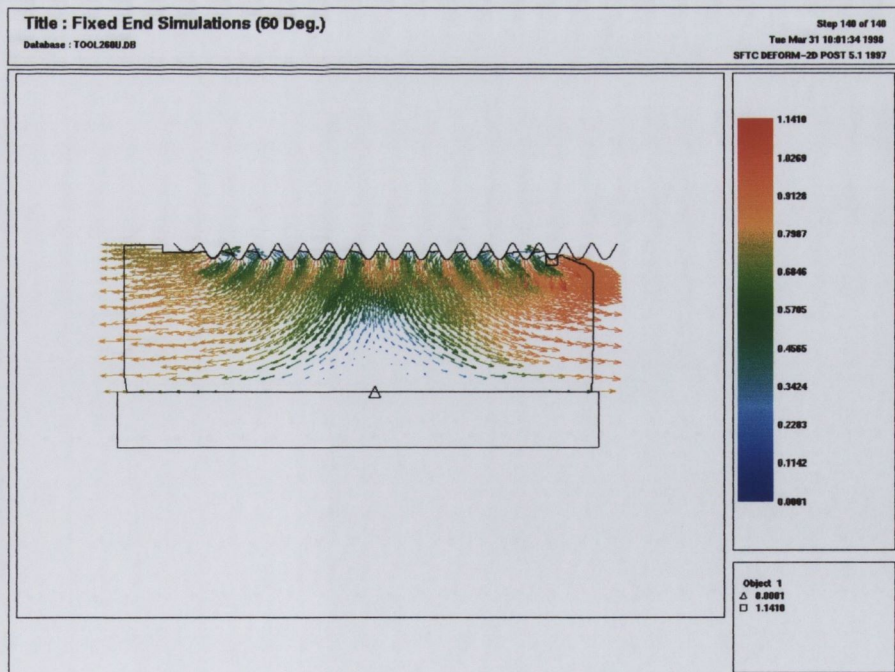 Title : Fixed End Simulations (60 Deg.)
Database : TOOL260U.DB
Step 140 of 140
Tue Mar 31 10:01:34 1998
SFTC DEFORM-2D POST 5.1 1997
1.1410
1.0269
0.9128
0.7987
0.6846
0.5705
0.4565
0.3424
0.2283
0.1142
0.0001
Object 1
△ 0.0001
□ 1.1410